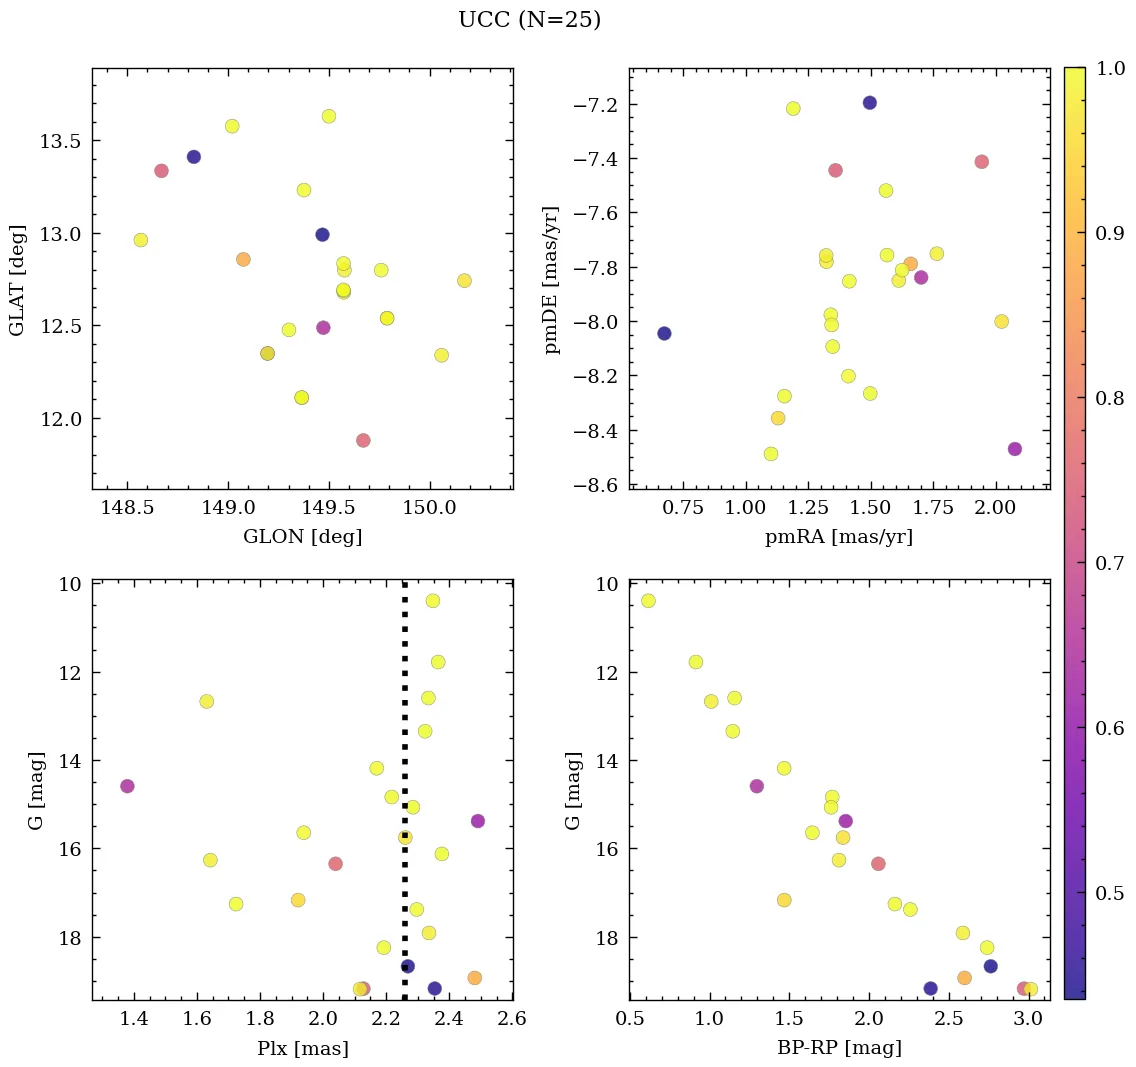 UCC (N=25)
13.5
13.0
12.5
12.0
GLAT [deg]
148.5 149.0 149.5 150.0
GLON [deg]
−7.2
−7.4
−7.6
−7.8
−8.0
−8.2
−8.4
−8.6
pmDE [mas/yr]
0.75 1.00 1.25 1.50 1.75 2.00
pmRA [mas/yr]
10
12
14
16
18
G [mag]
1.4 1.6 1.8 2.0 2.2 2.4 2.6
Plx [mas]
10
12
14
16
18
G [mag]
0.5 1.0 1.5 2.0 2.5 3.0
BP-RP [mag]
1.0
0.9
0.8
0.7
0.6
0.5